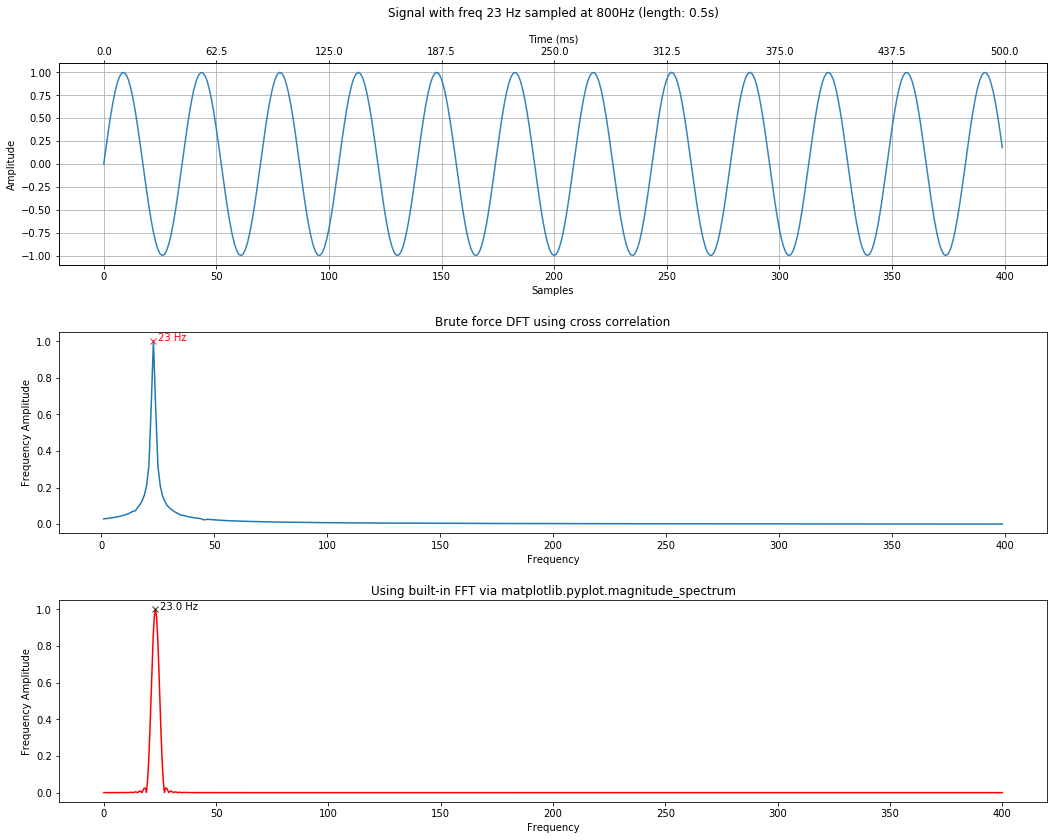 Signal with freq 23 Hz sampled at 800Hz (length: 0.5s)
Time (ms)
0.0 62.5 125.0 187.5 250.0 312.5 375.0 437.5 500.0
1.00
0.75
0.50
0.25
0.00
−0.25
−0.50
−0.75
−1.00
Amplitude
0 50 100 150 200 250 300 350 400
Samples
Brute force DFT using cross correlation
23 Hz
1.0
0.8
0.6
0.4
0.2
0.0
Frequency Amplitude
0 50 100 150 200 250 300 350 400
Frequency
Using built-in FFT via matplotlib.pyplot.magnitude_spectrum
23.0 Hz
1.0
0.8
0.6
0.4
0.2
0.0
Frequency Amplitude
0 50 100 150 200 250 300 350 400
Frequency